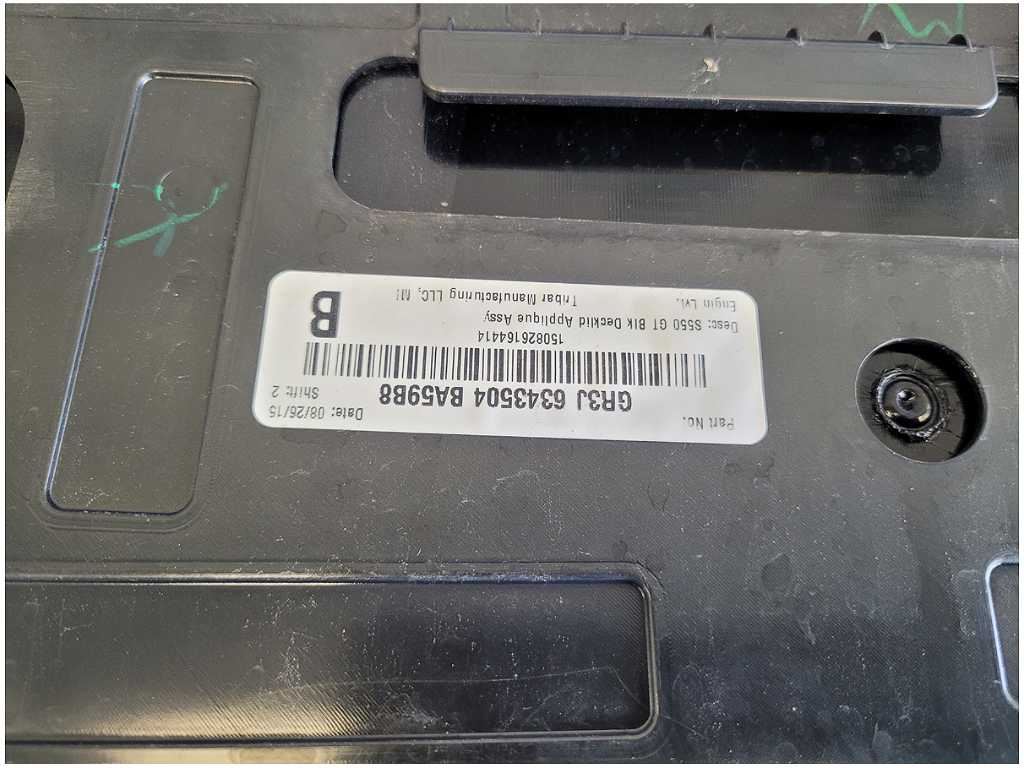 Part No.
GR3J 6343504 BA59B8
Date: 08/26/15
Shift: 2
150826164414
Desc: S550 GT Blk Decklid Applique Assy
Engin Lvl.
Tribar Manufacturing LLC, MI
B